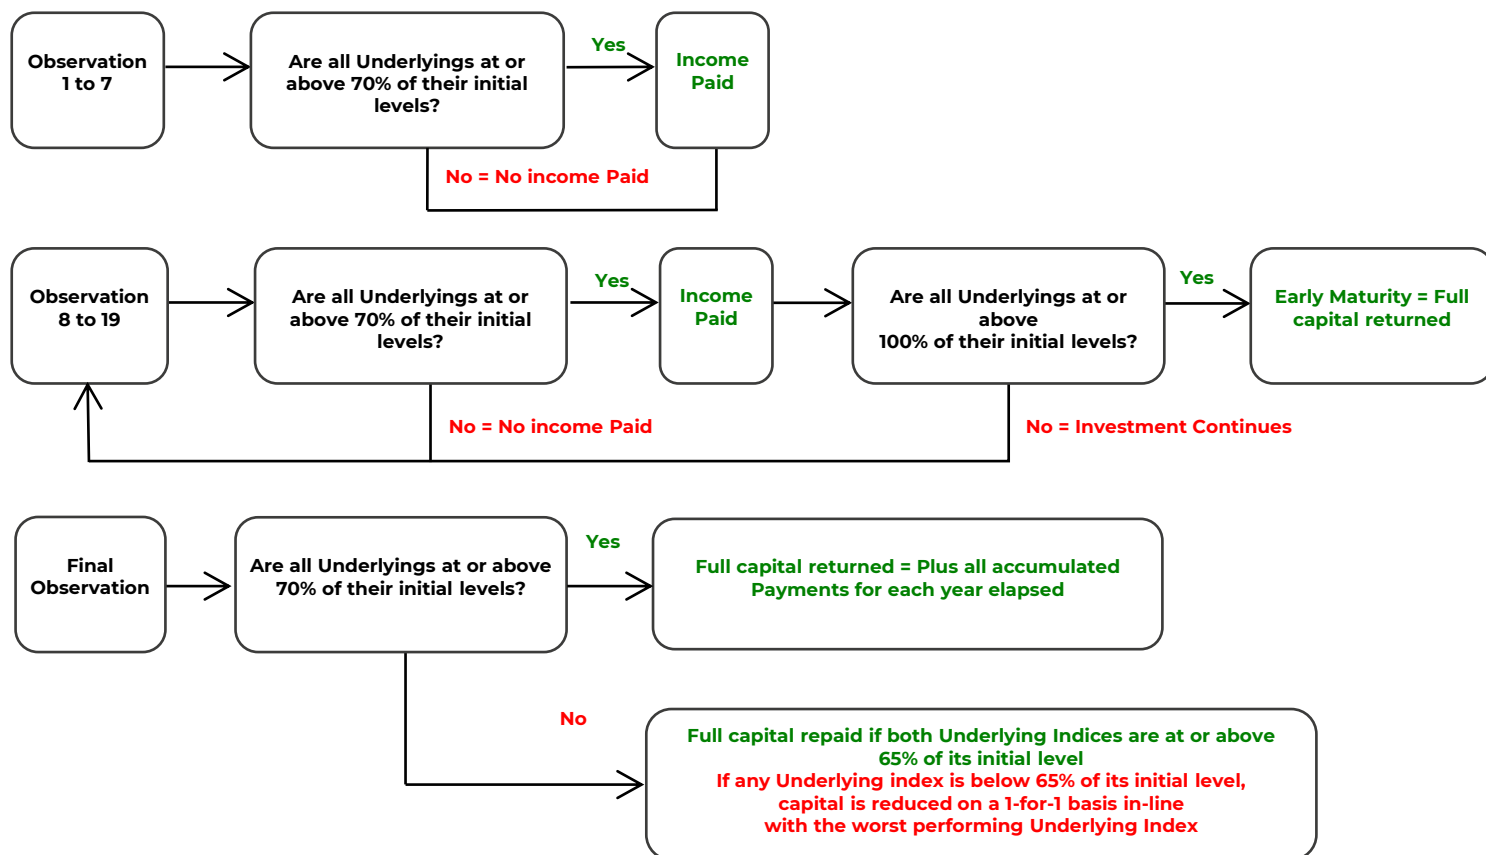 Observation
1 to 7
Are all Underlyings at or
above 70% of their initial
levels?
Yes
Income
Paid
No = No income Paid
Observation
8 to 19
Are all Underlyings at or
above 70% of their initial
levels?
Yes
Income
Paid
Are all Underlyings at or
above
100% of their initial levels?
Yes
Early Maturity = Full
capital returned
No = No income Paid
No = Investment Continues
Final
Observation
Are all Underlyings at or above
70% of their initial levels?
Yes
Full capital returned = Plus all accumulated
Payments for each year elapsed
No
Full capital repaid if both Underlying Indices are at or above
65% of its initial level
If any Underlying index is below 65% of its initial level,
capital is reduced on a 1-for-1 basis in-line
with the worst performing Underlying Index